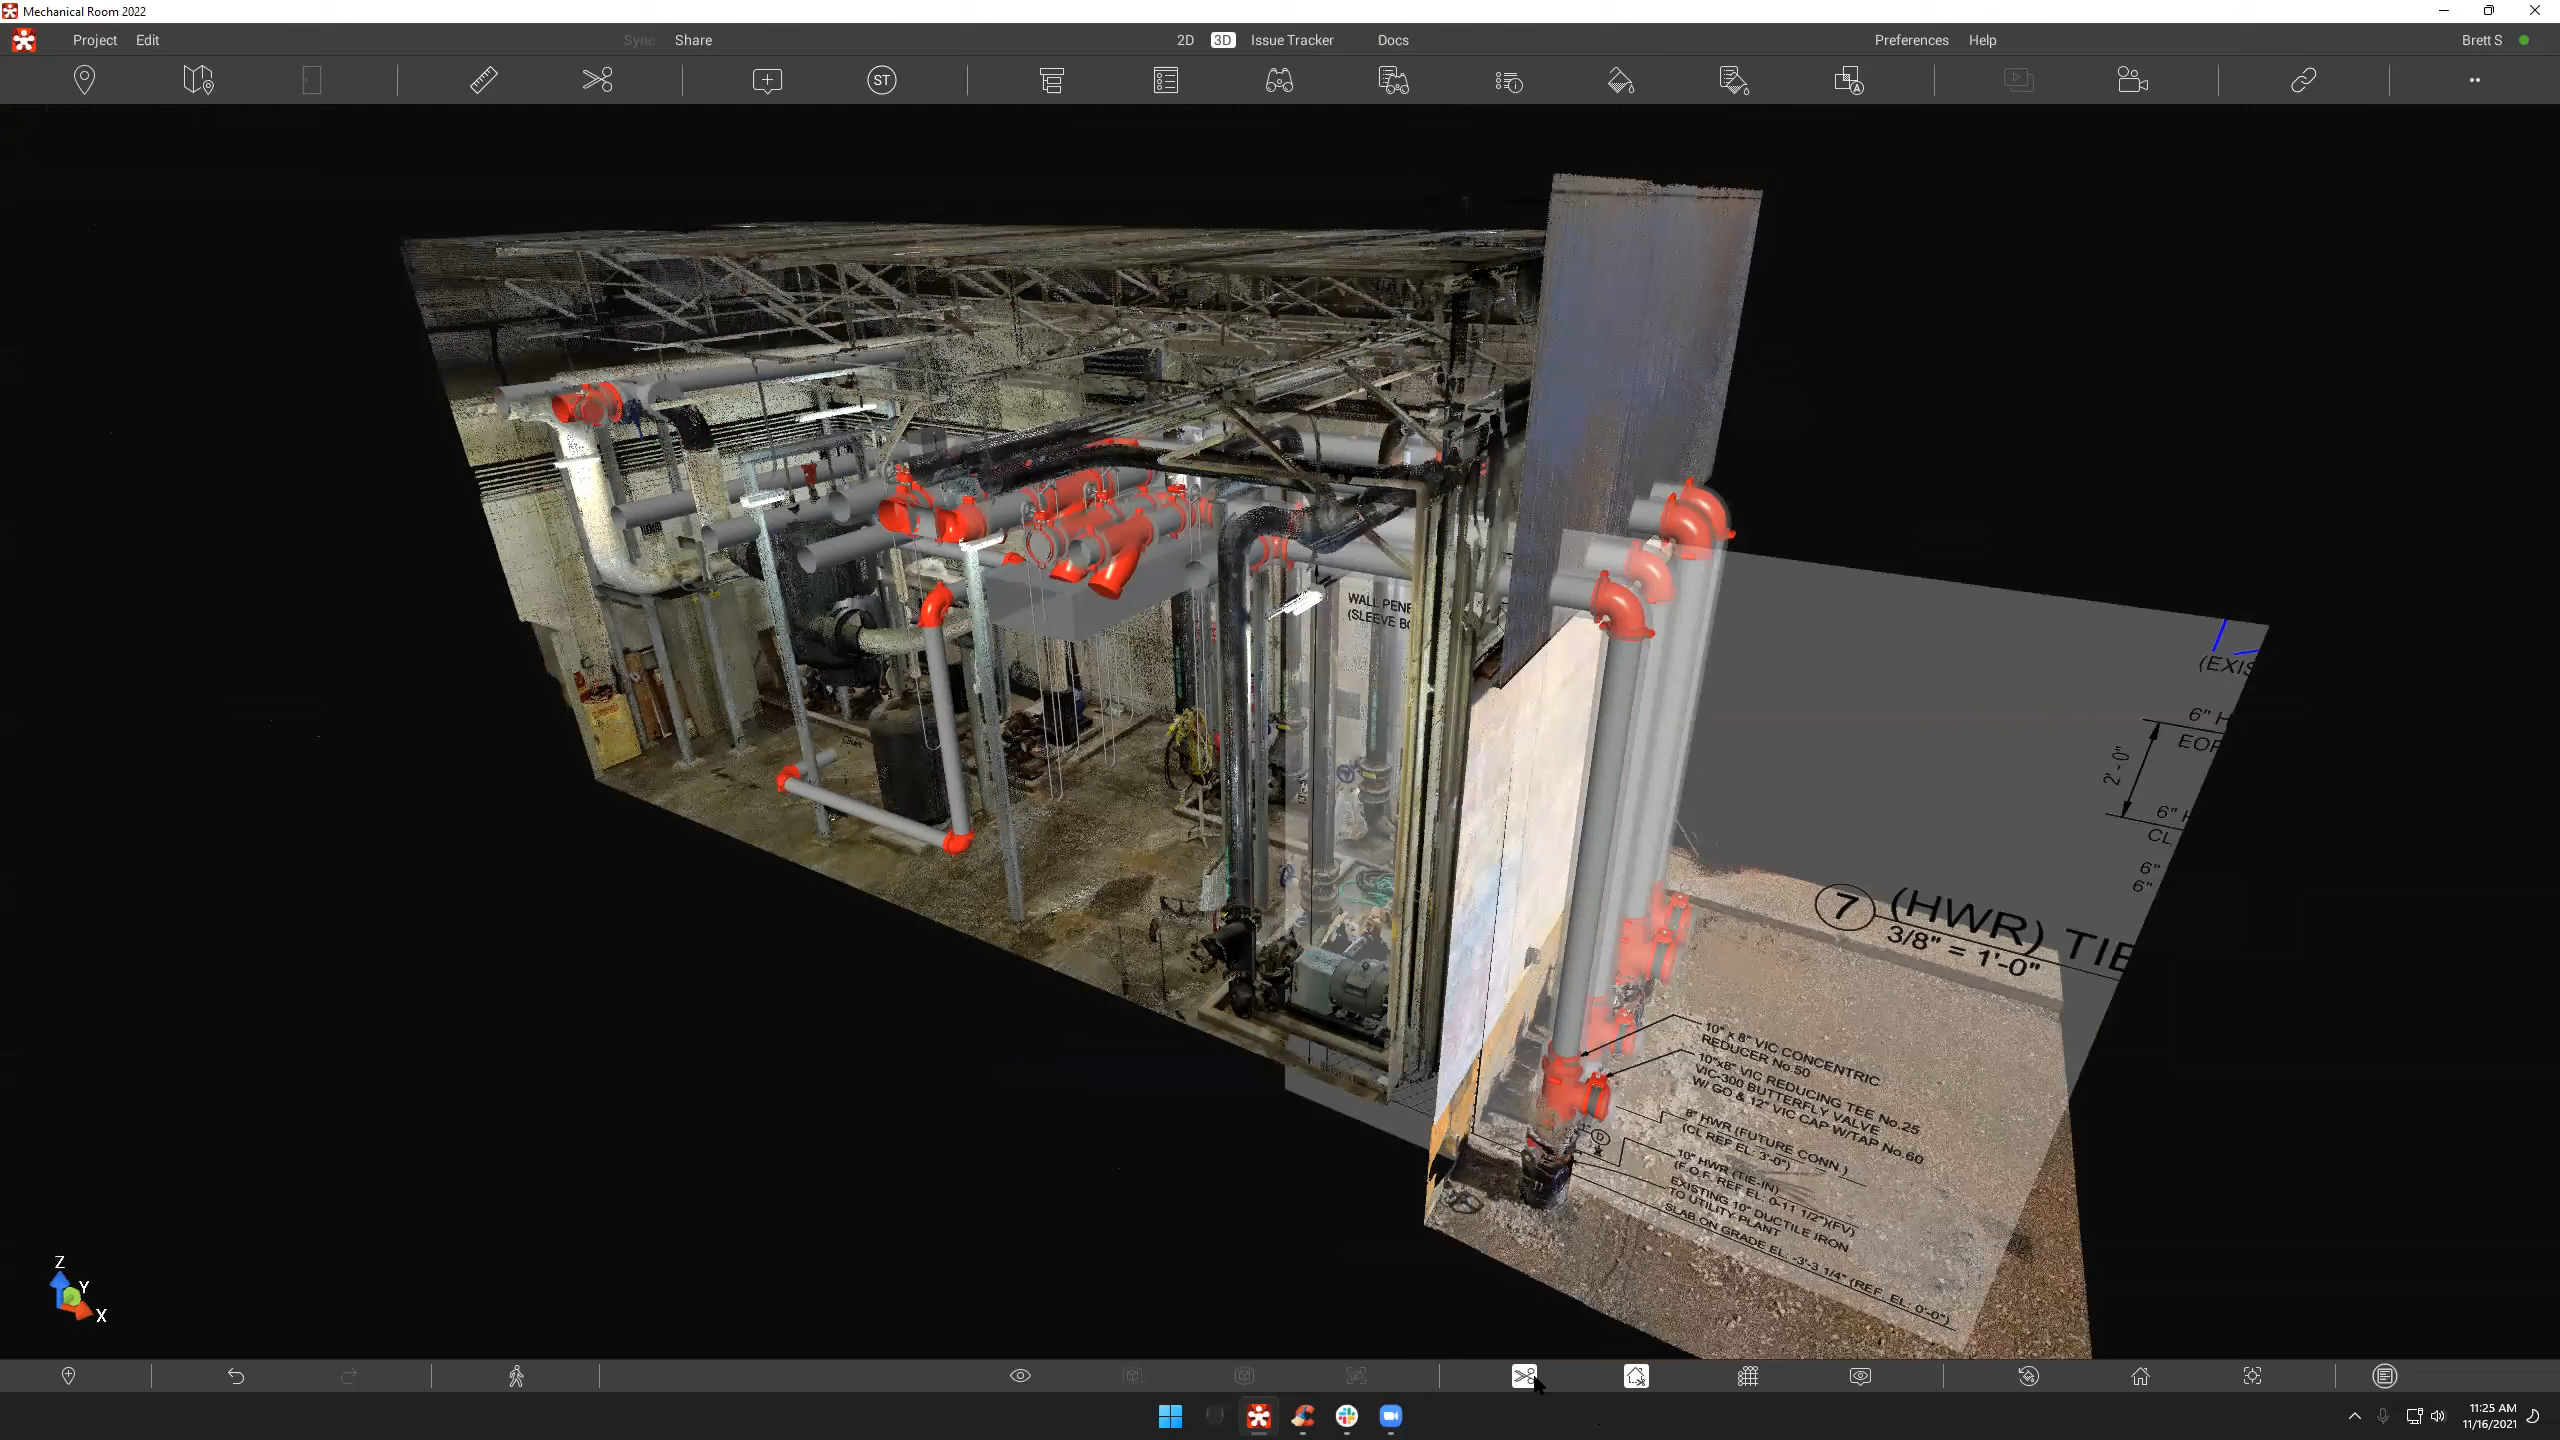 Mechanical Room 2022
Project Edit Sync Share 2D 3D Issue Tracker Docs Preferences Help Brett S
ST
WALL PENE
(SLEEVE BO
(EXIS
6" H
EOF
2' - 0"
6" H
CL
6"
6"
7 (HWR) TIE
3/8" = 1'-0"
10" x 8" VIC CONCENTRIC
REDUCER No.50
10"x8" VIC REDUCING TEE No.25
VIC-300 BUTTERFLY VALVE
W/ GO & 12" VIC CAP W/TAP No.60
8" HWR (FUTURE CONN.)
(CL REF EL: 3'-0")
D
10" HWR (TIE-IN)
(F.O.F. REF EL: 0-11 1/2")(FV)
EXISTING 10" DUCTILE IRON
TO UTILITY PLANT
SLAB ON GRADE EL: -3'-3 1/4" (REF. EL: 0'-0")
Z
Y
X
11:25 AM
11/16/2021